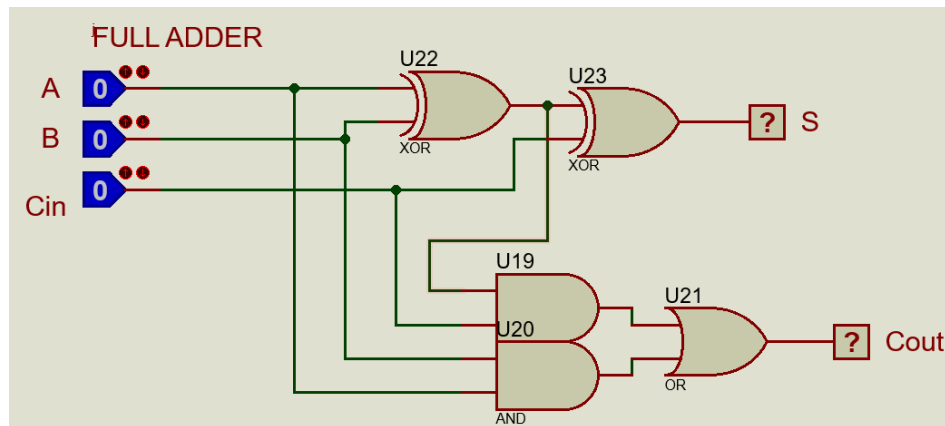 FULL ADDER
U22
U23
A
0
XOR
?
S
B
0
XOR
Cin
0
U19
U20
U21
?
Cout
OR
AND